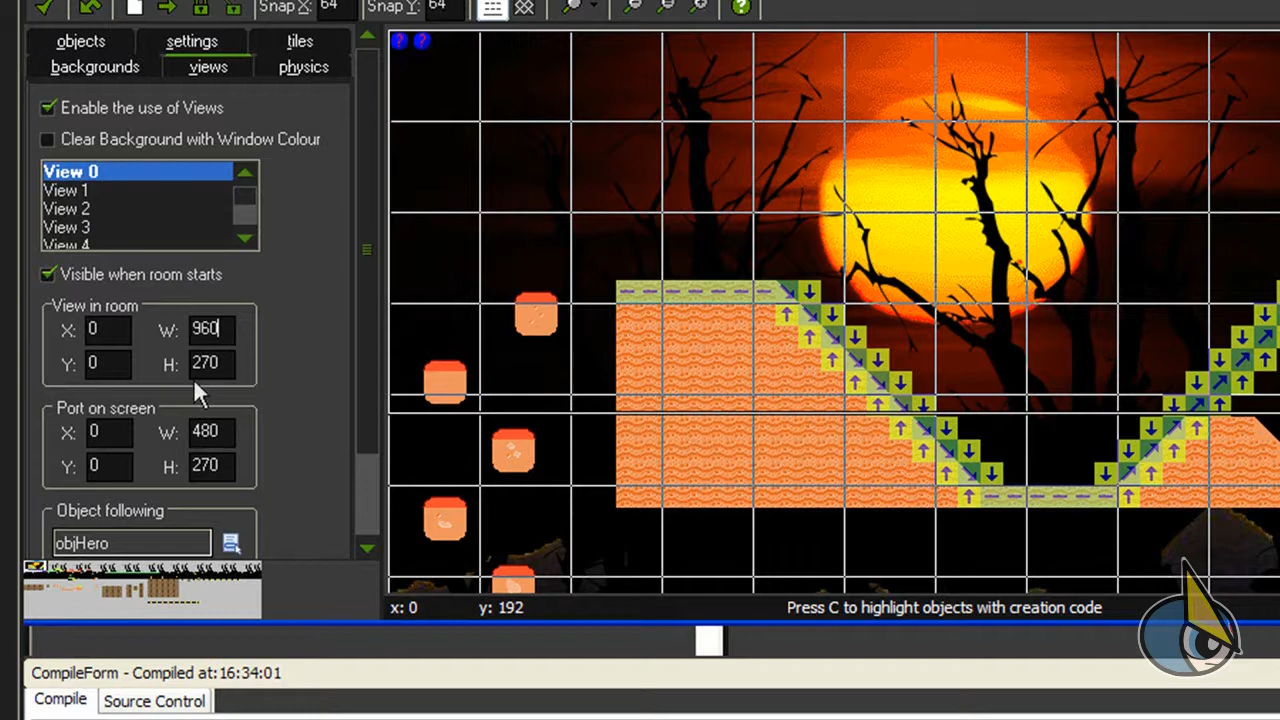 Snap X: 64 Snap Y: 64
objects settings tiles
backgrounds views physics
Enable the use of Views
Clear Background with Window Colour
View 0
View 1
View 2
View 3
View 4
Visible when room starts
View in room
X: 0 W: 960
Y: 0 H: 270
Port on screen
X: 0 W: 480
Y: 0 H: 270
Object following
objHero
x: 0 y: 192 Press C to highlight objects with creation code
CompileForm - Compiled at:16:34:01
Compile Source Control